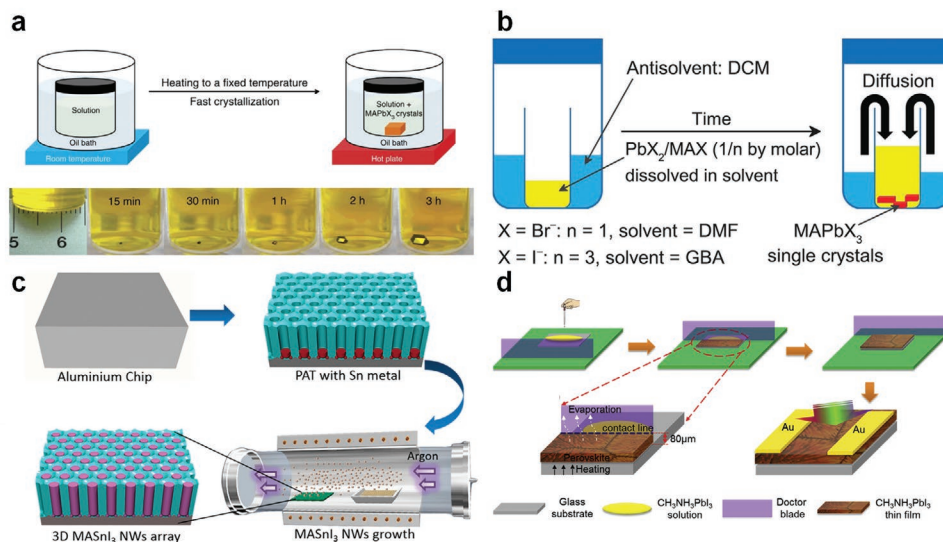 a
Heating to a fixed temperature
Fast crystallization
Solution
Oil bath
Room temperature
Solution +
MAPbX₃
crystals
Oil bath
Hot plate
5 6
15 min
30 min
1 h
2 h
3 h
b
Antisolvent: DCM
Time
PbX₂/MAX (1/n by molar)
dissolved in solvent
Diffusion
X = Br⁻: n = 1, solvent = DMF
X = I⁻: n = 3, solvent = GBA
MAPbX₃
single crystals
c
Aluminium Chip
PAT with Sn metal
Argon
3D MASnI₃ NWs array
MASnI₃ NWs growth
d
Evaporation
contact line
80μm
Perovskite
Heating
Au
Au
Glass
substrate
CH₃NH₃PbI₃
solution
Doctor
blade
CH₃NH₃PbI₃
thin film